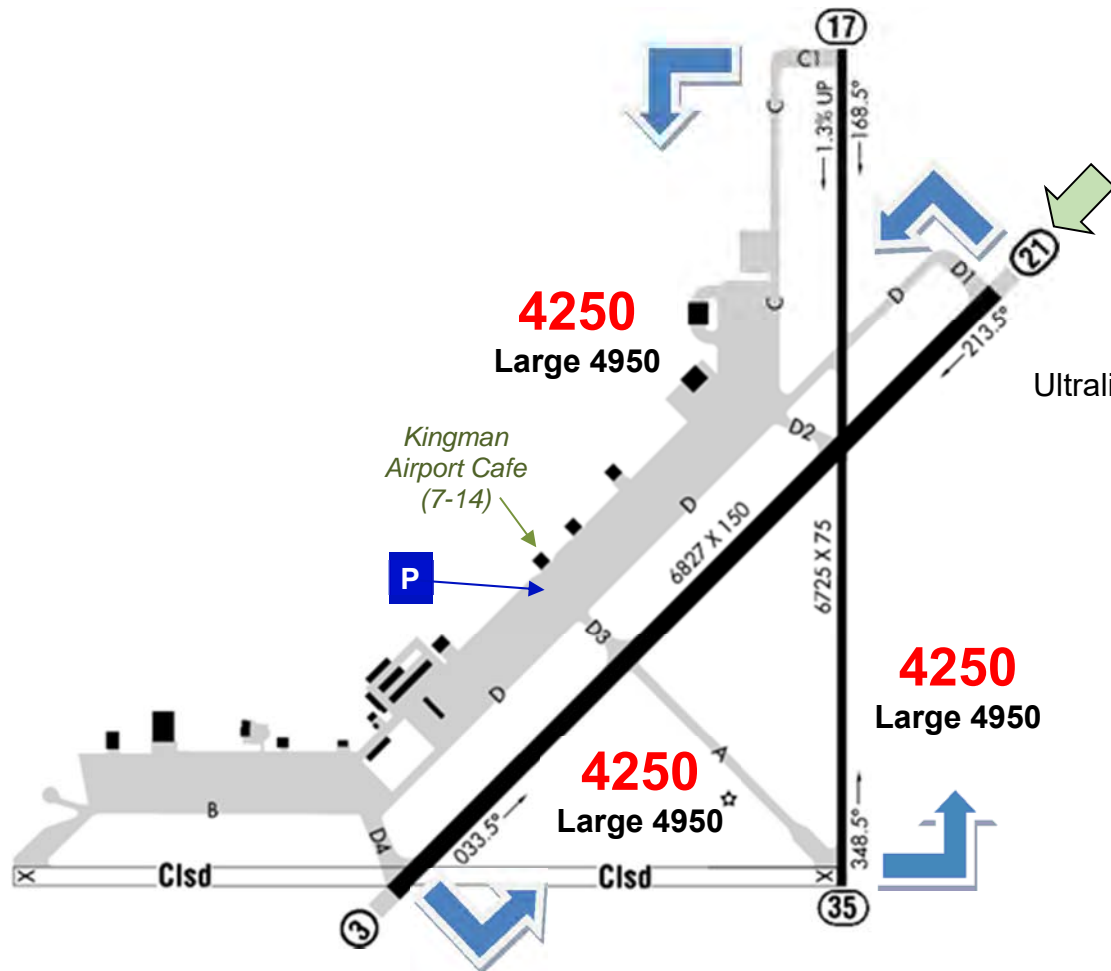 17
C1
C
1.3% UP
168.5°
21
D1
D
213.5°
C
4250
Large 4950
Ultrali
Kingman
Airport Cafe
(7-14)
D2
D
6827 X 150
6725 X 75
P
D3
D
4250
Large 4950
A
4250
Large 4950
B
D4
033.5°
348.5°
X
Clsd
Clsd
X
3
35